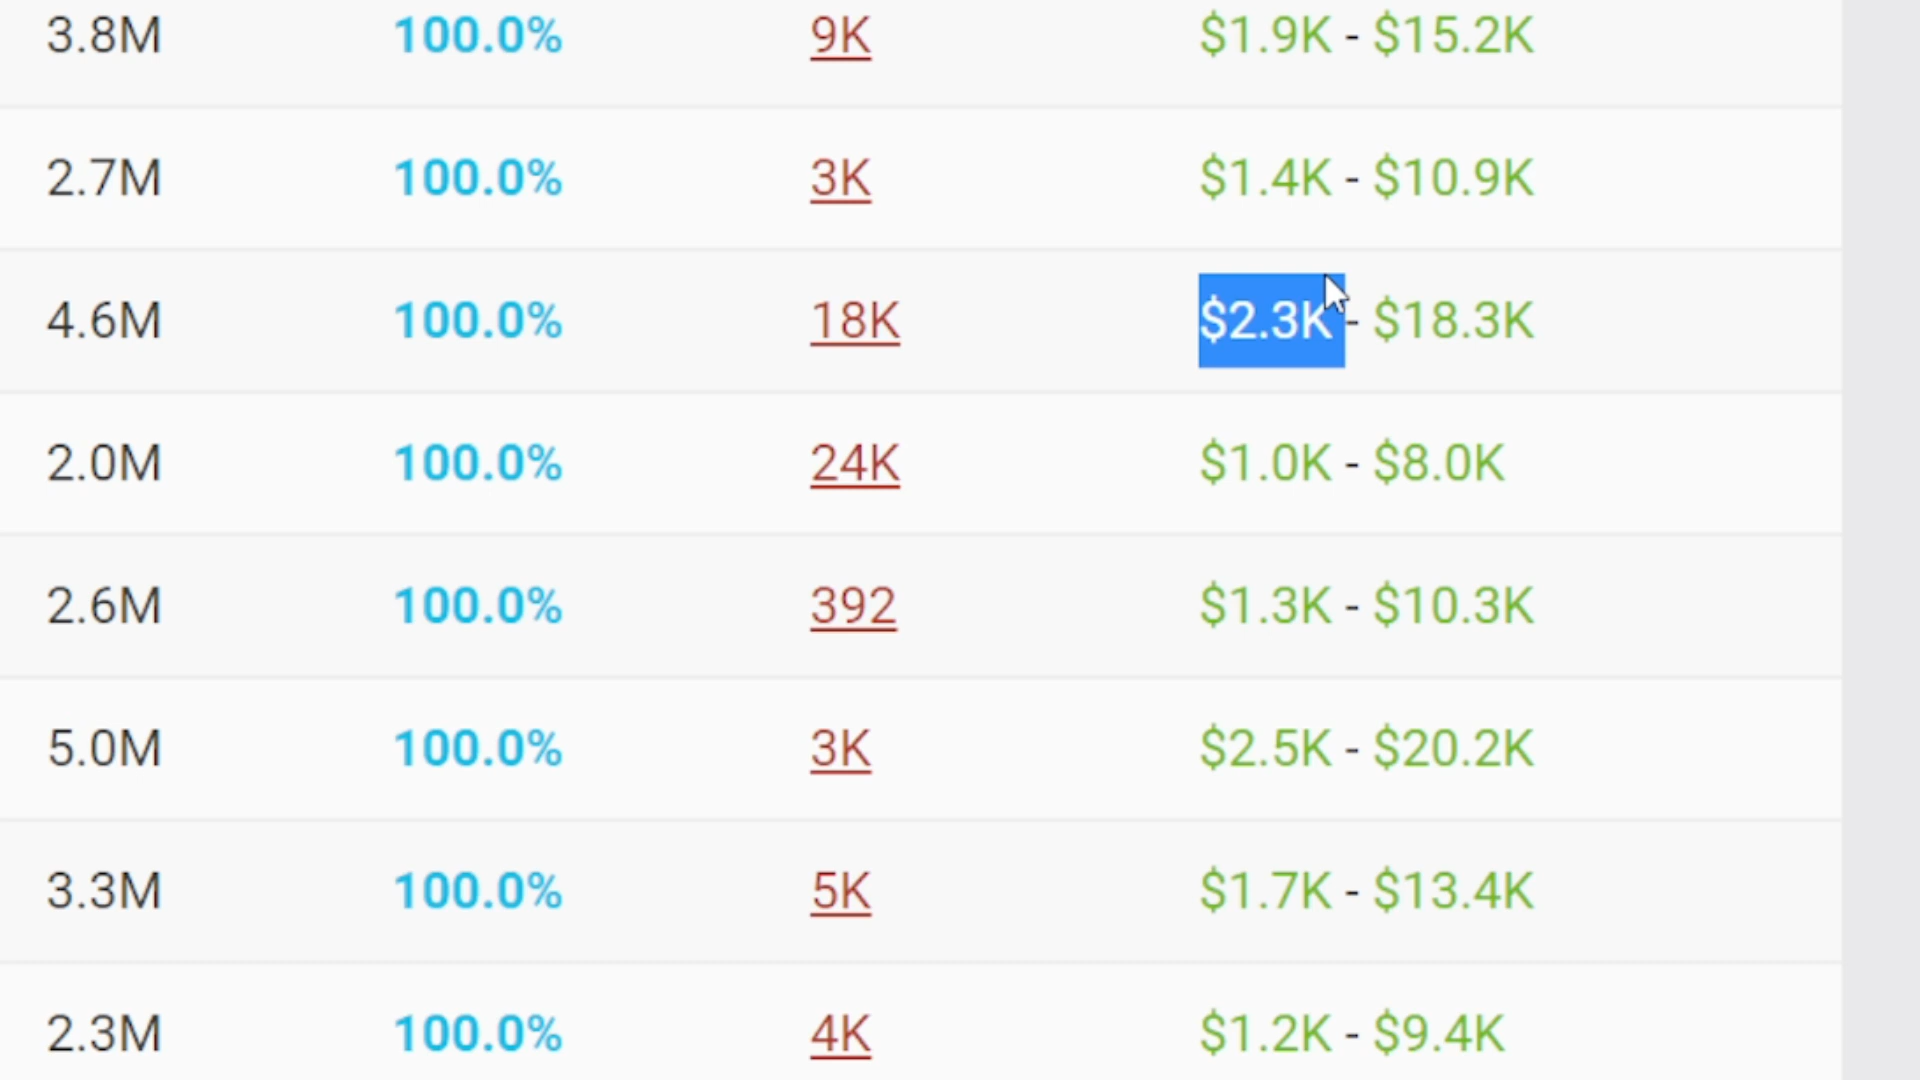 3.8M 100.0% 9K $1.9K - $15.2K
2.7M 100.0% 3K $1.4K - $10.9K
4.6M 100.0% 18K $2.3K - $18.3K
2.0M 100.0% 24K $1.0K - $8.0K
2.6M 100.0% 392 $1.3K - $10.3K
5.0M 100.0% 3K $2.5K - $20.2K
3.3M 100.0% 5K $1.7K - $13.4K
2.3M 100.0% 4K $1.2K - $9.4K